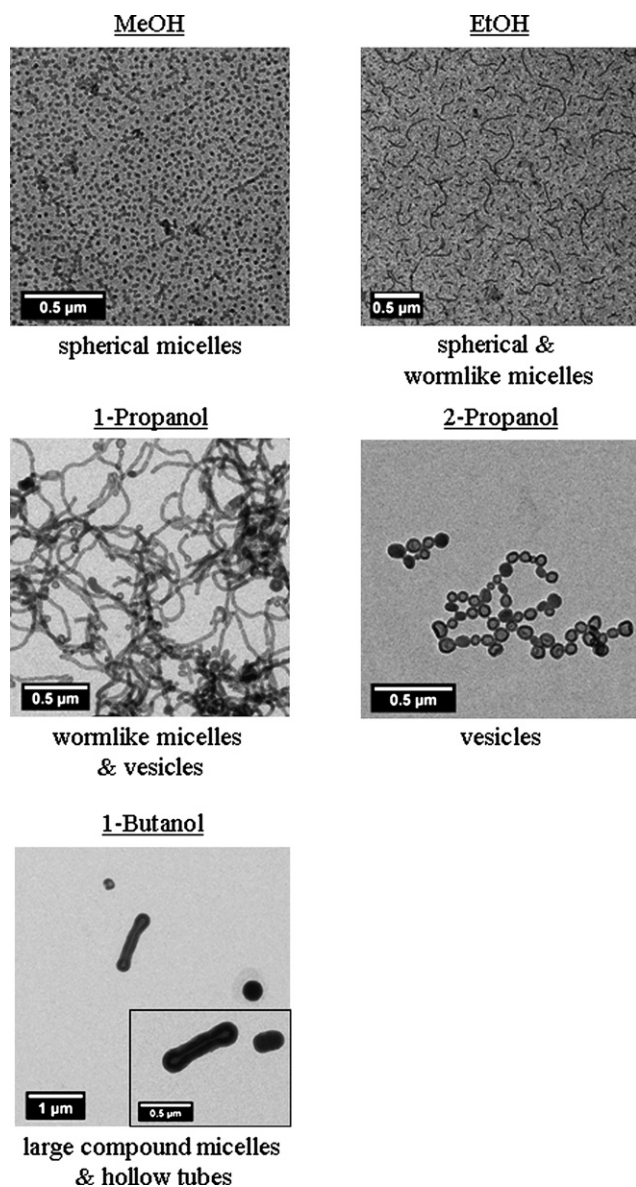 MeOH
0.5 µm
spherical micelles
EtOH
0.5 µm
spherical &
wormlike micelles
1-Propanol
0.5 µm
wormlike micelles
& vesicles
2-Propanol
0.5 µm
vesicles
1-Butanol
1 µm
0.5 µm
large compound micelles
& hollow tubes